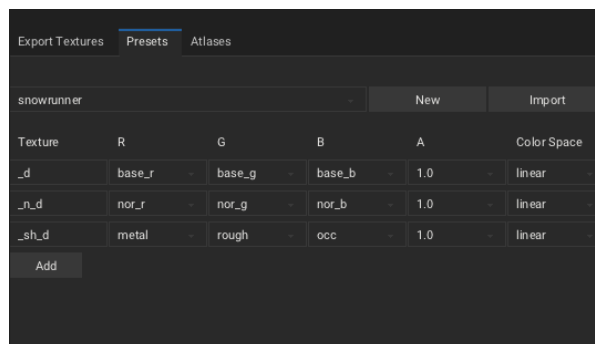 Export Textures Presets Atlases
snowrunner New Import
Texture R G B A Color Space
_d base_r base_g base_b 1.0 linear
_n_d nor_r nor_g nor_b 1.0 linear
_sh_d metal rough occ 1.0 linear
Add